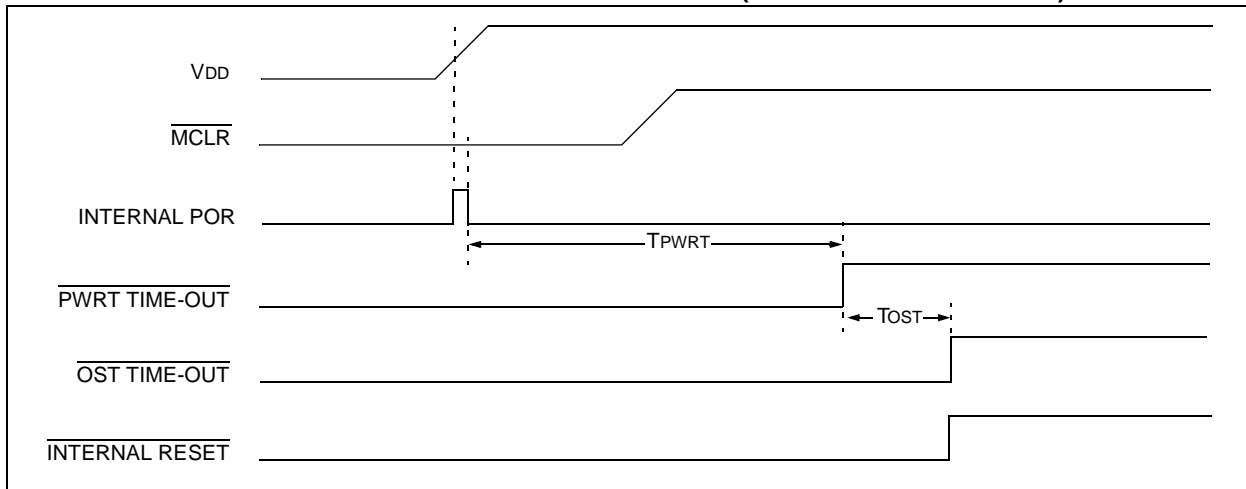 VDD
MCLR
INTERNAL POR
TPWRT
PWRT TIME-OUT
TOST
OST TIME-OUT
INTERNAL RESET